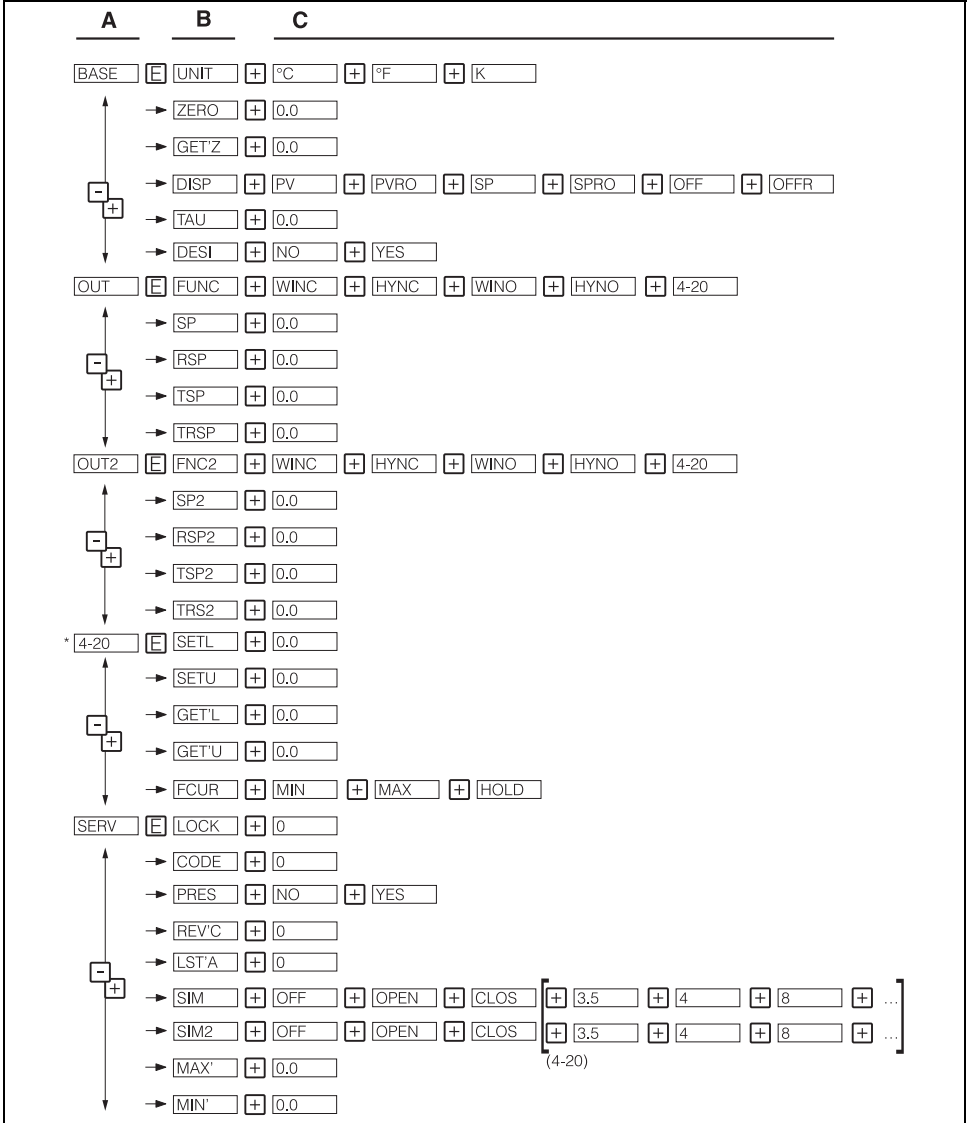 A B C
BASE E UNIT + °C + °F + K
ZERO + 0.0
GET'Z + 0.0
DISP + PV + PVRO + SP + SPRO + OFF + OFFR
- +
TAU + 0.0
DESI + NO + YES
OUT E FUNC + WINC + HYNC + WINO + HYNO + 4-20
SP + 0.0
RSP + 0.0
- +
TSP + 0.0
TRSP + 0.0
OUT2 E FNC2 + WINC + HYNC + WINO + HYNO + 4-20
SP2 + 0.0
RSP2 + 0.0
- +
TSP2 + 0.0
TRS2 + 0.0
* 4-20 E SETL + 0.0
SETU + 0.0
GET'L + 0.0
- +
GET'U + 0.0
FCUR + MIN + MAX + HOLD
SERV E LOCK + 0
CODE + 0
PRES + NO + YES
REV'C + 0
LST'A + 0
- +
SIM + OFF + OPEN + CLOS [ + 3.5 + 4 + 8 + ... ]
SIM2 + OFF + OPEN + CLOS [ + 3.5 + 4 + 8 + ... ]
(4-20)
MAX' + 0.0
MIN' + 0.0